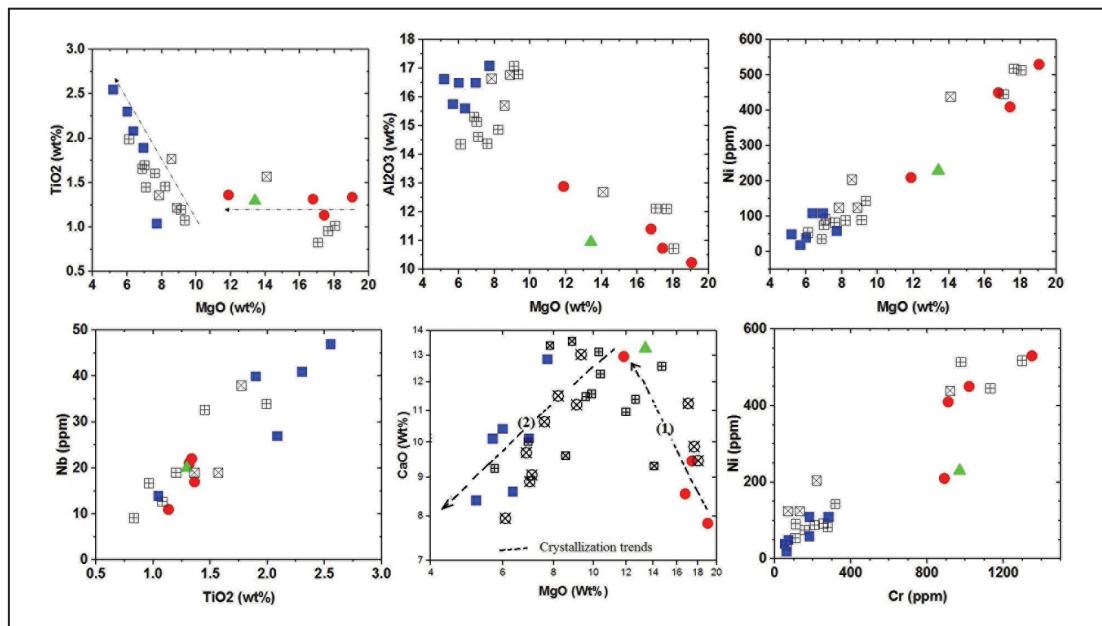 3.0
2.5
2.0
1.5
1.0
0.5
4 6 8 10 12 14 16 18 20
TiO2 (wt%)
MgO (wt%)
18
17
16
15
14
13
12
11
10
4 6 8 10 12 14 16 18 20
Al2O3 (wt%)
MgO (wt%)
600
500
400
300
200
100
0
4 6 8 10 12 14 16 18 20
Ni (ppm)
MgO (wt%)
50
40
30
20
10
0
0.5 1.0 1.5 2.0 2.5 3.0
Nb (ppm)
TiO2 (wt%)
14
13
12
11
10
9
8
7
4 6 8 10 12 14 16 18 20
CaO (Wt%)
(2)
(1)
Crystallization trends
MgO (Wt%)
600
400
200
0
0 400 800 1200
Ni (ppm)
Cr (ppm)